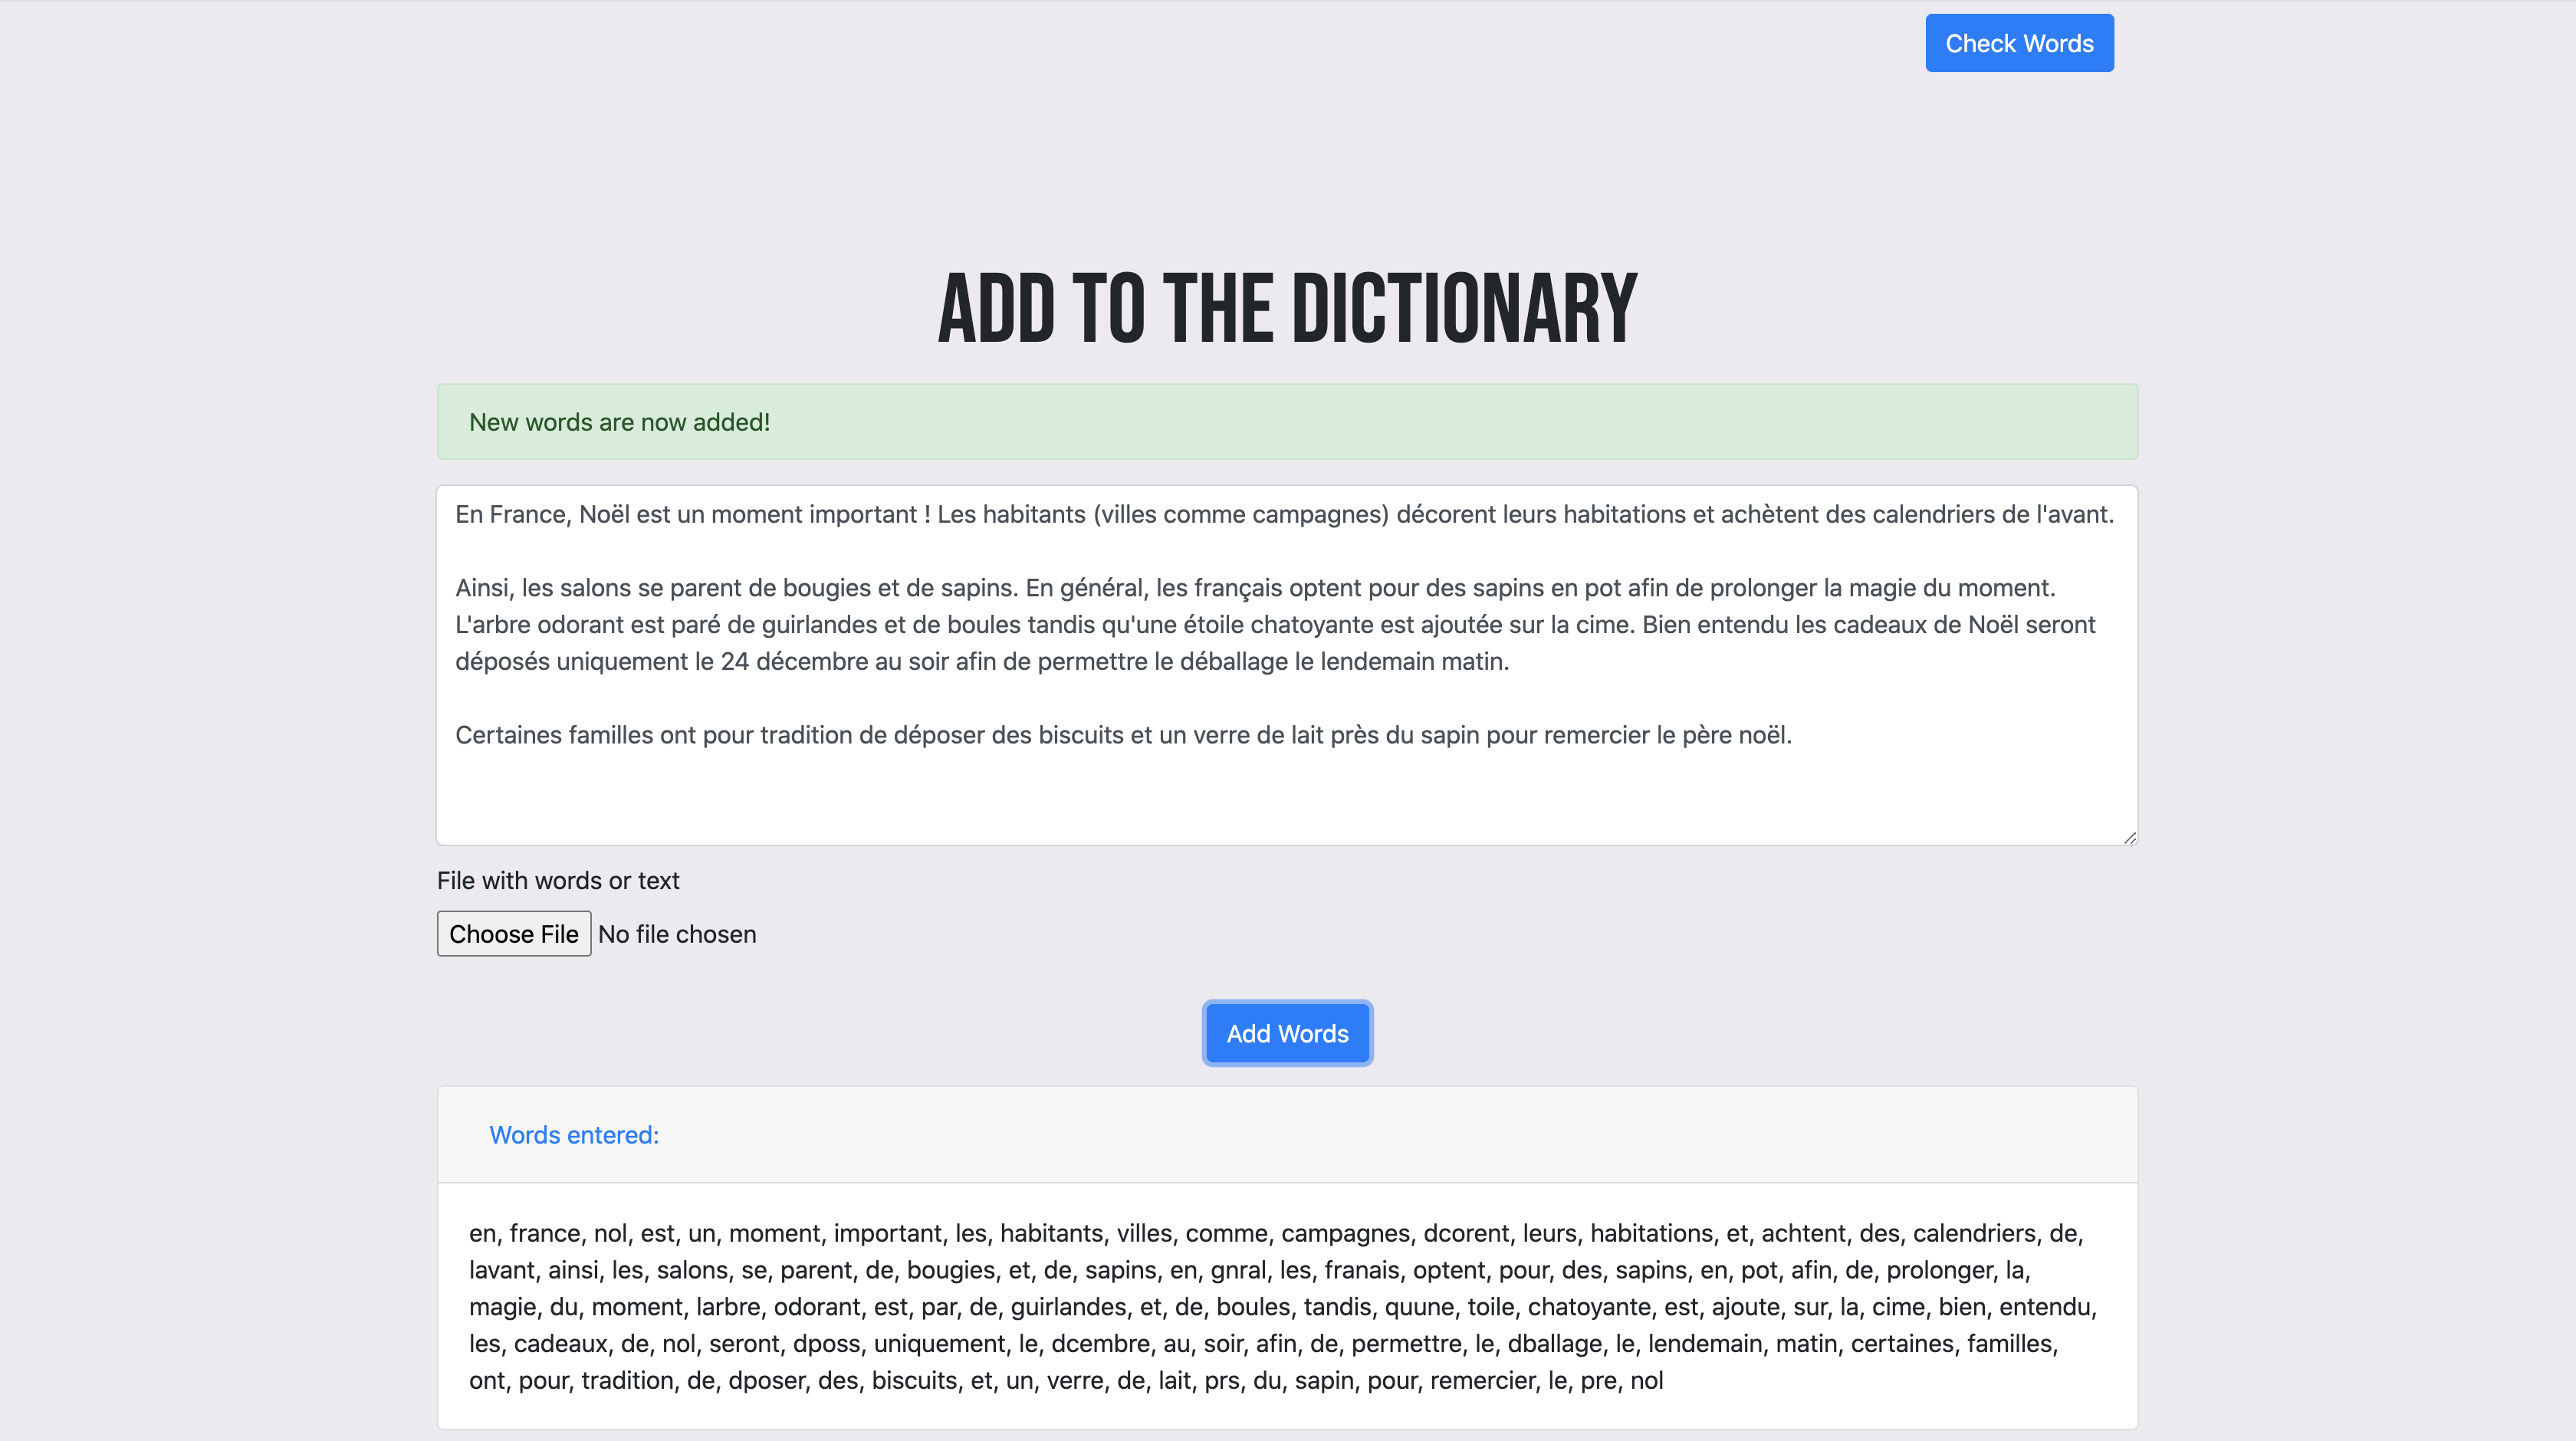 Check Words
ADD TO THE DICTIONARY
New words are now added!
En France, Noël est un moment important ! Les habitants (villes comme campagnes) décorent leurs habitations et achètent des calendriers de l'avant.
Ainsi, les salons se parent de bougies et de sapins. En général, les français optent pour des sapins en pot afin de prolonger la magie du moment.
L'arbre odorant est paré de guirlandes et de boules tandis qu'une étoile chatoyante est ajoutée sur la cime. Bien entendu les cadeaux de Noël seront
déposés uniquement le 24 décembre au soir afin de permettre le déballage le lendemain matin.
Certaines familles ont pour tradition de déposer des biscuits et un verre de lait près du sapin pour remercier le père noël.
File with words or text
Choose File No file chosen
Add Words
Words entered:
en, france, nol, est, un, moment, important, les, habitants, villes, comme, campagnes, dcorent, leurs, habitations, et, achtent, des, calendriers, de,
lavant, ainsi, les, salons, se, parent, de, bougies, et, de, sapins, en, gnral, les, franais, optent, pour, des, sapins, en, pot, afin, de, prolonger, la,
magie, du, moment, larbre, odorant, est, par, de, guirlandes, et, de, boules, tandis, quune, toile, chatoyante, est, ajoute, sur, la, cime, bien, entendu,
les, cadeaux, de, nol, seront, dposs, uniquement, le, dcembre, au, soir, afin, de, permettre, le, dballage, le, lendemain, matin, certaines, familles,
ont, pour, tradition, de, dposer, des, biscuits, et, un, verre, de, lait, prs, du, sapin, pour, remercier, le, pre, nol